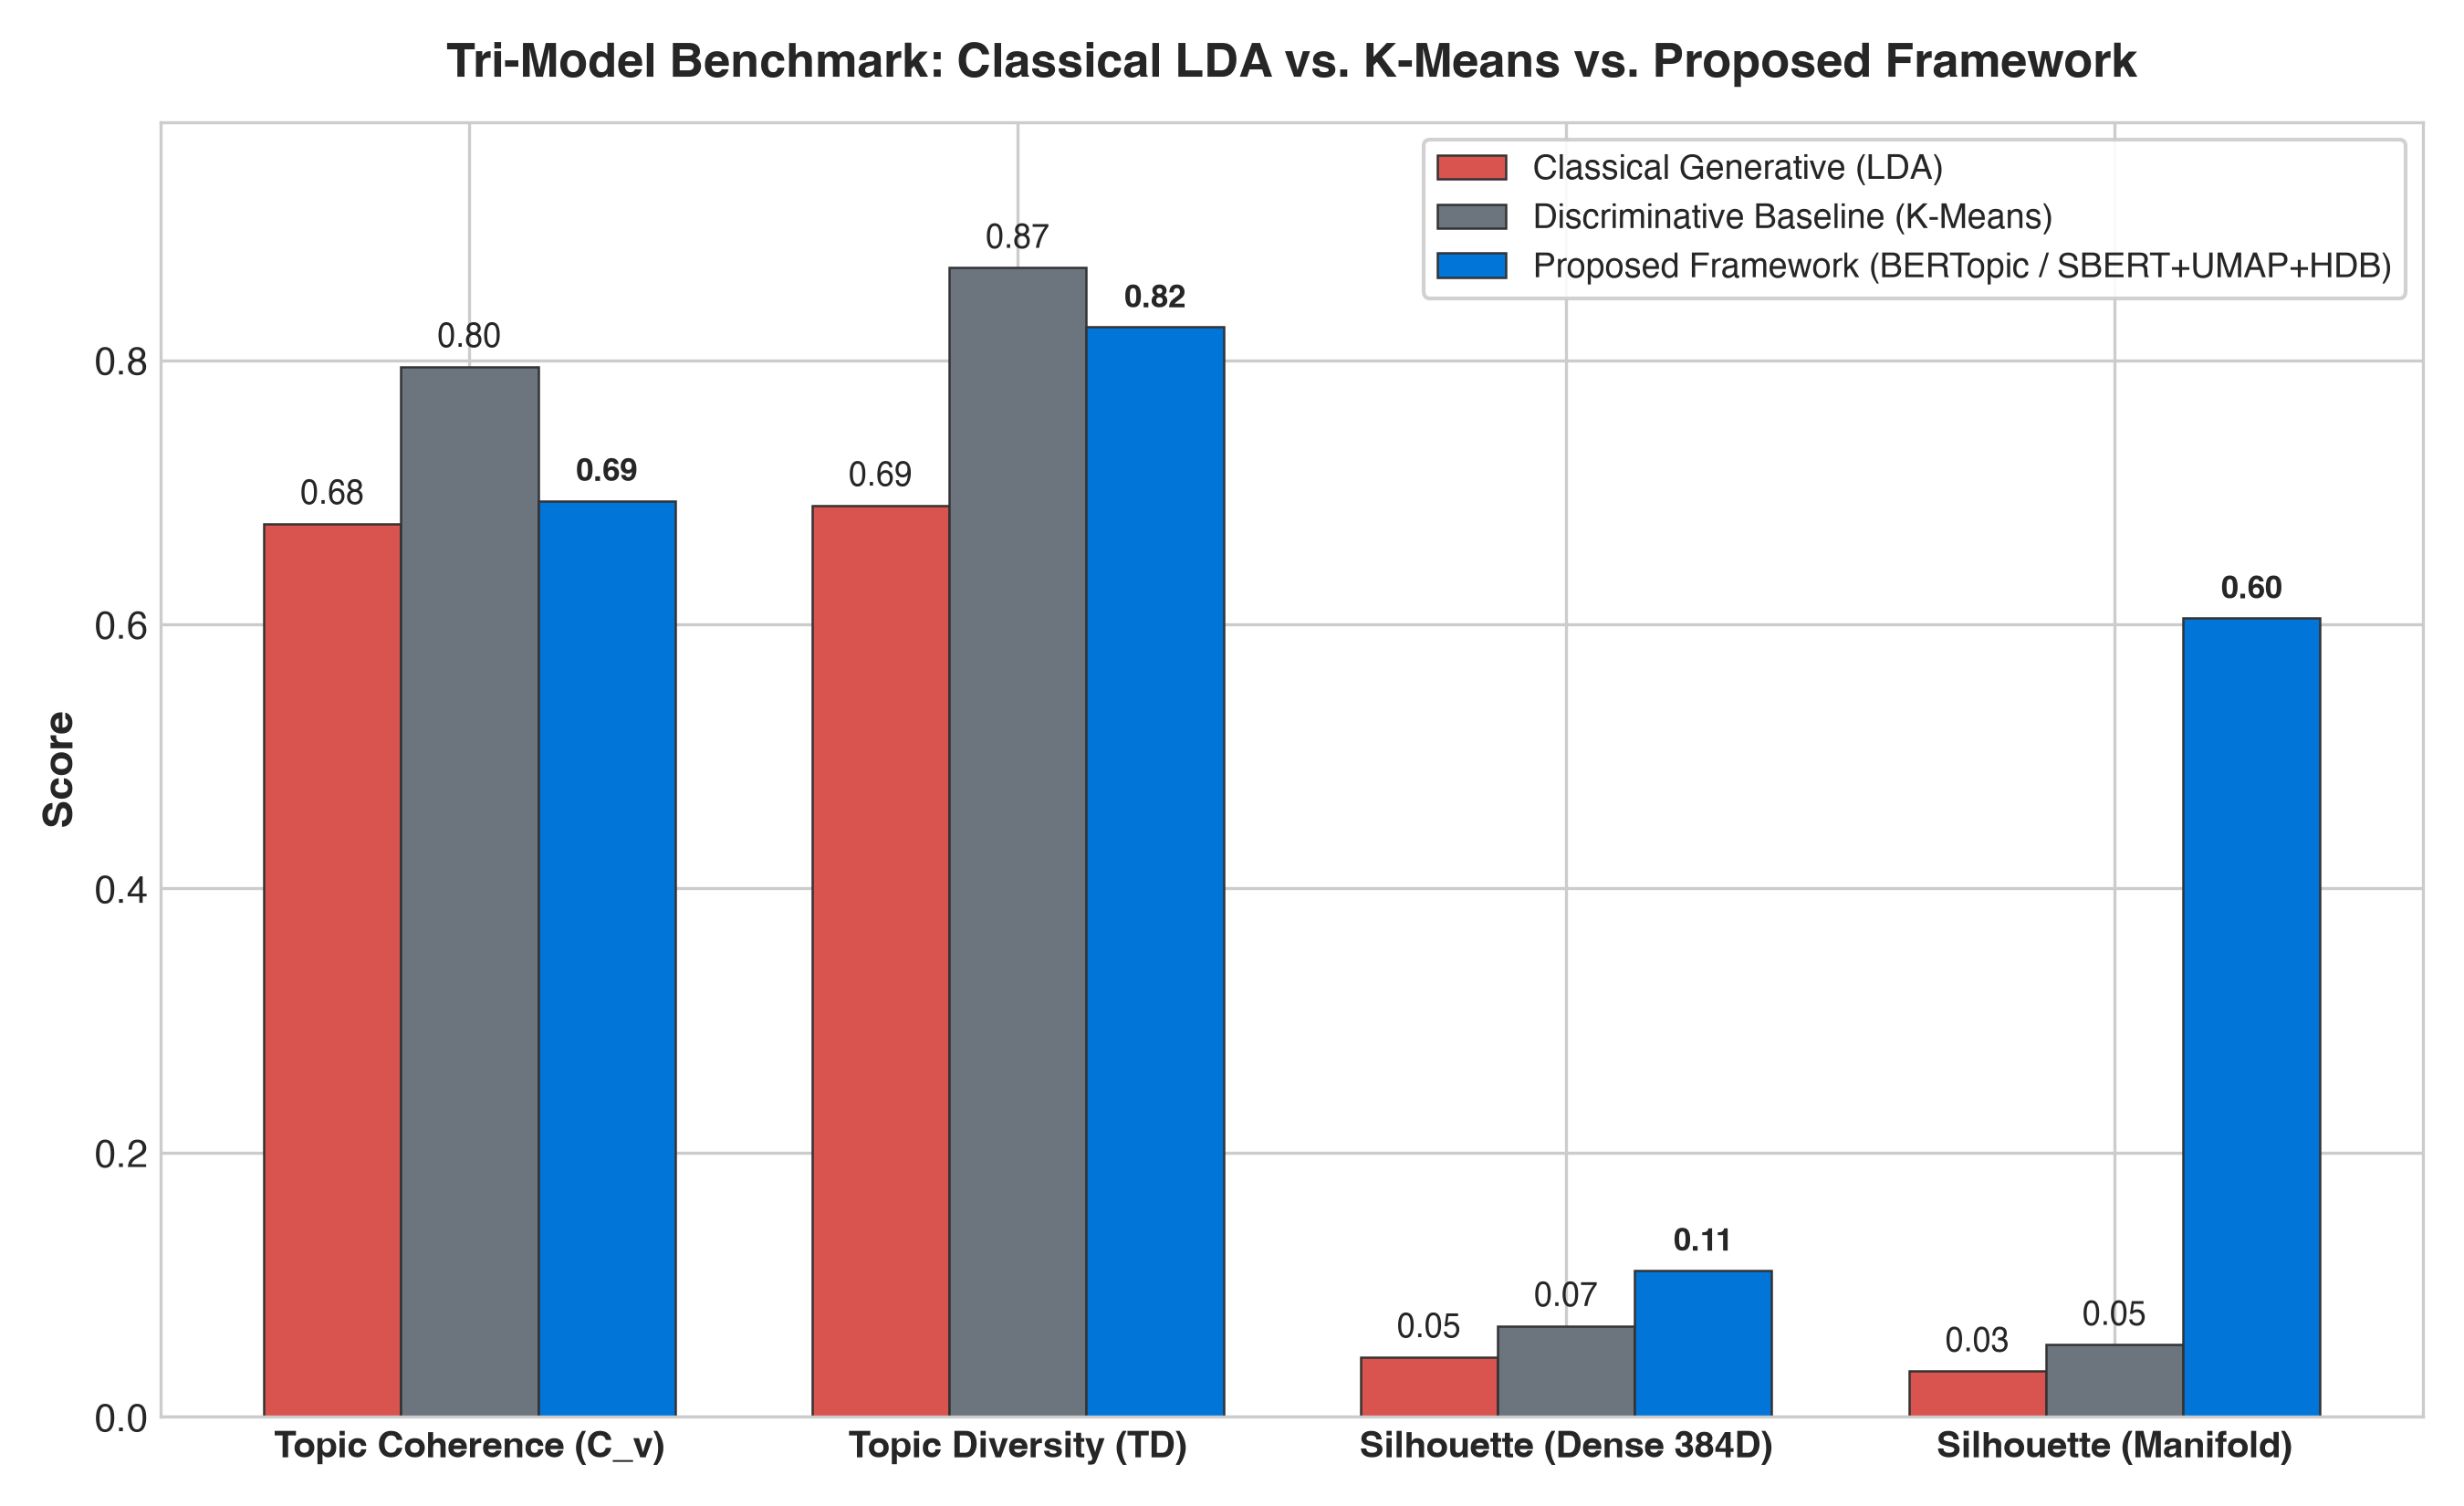 Tri-Model Benchmark: Classical LDA vs. K-Means vs. Proposed Framework
Classical Generative (LDA)
Discriminative Baseline (K-Means)
Proposed Framework (BERTopic / SBERT+UMAP+HDB)
Score
0.8
0.6
0.4
0.2
0.0
0.68
0.80
0.69
0.69
0.87
0.82
0.05
0.07
0.11
0.03
0.05
0.60
Topic Coherence (C_v)
Topic Diversity (TD)
Silhouette (Dense 384D)
Silhouette (Manifold)